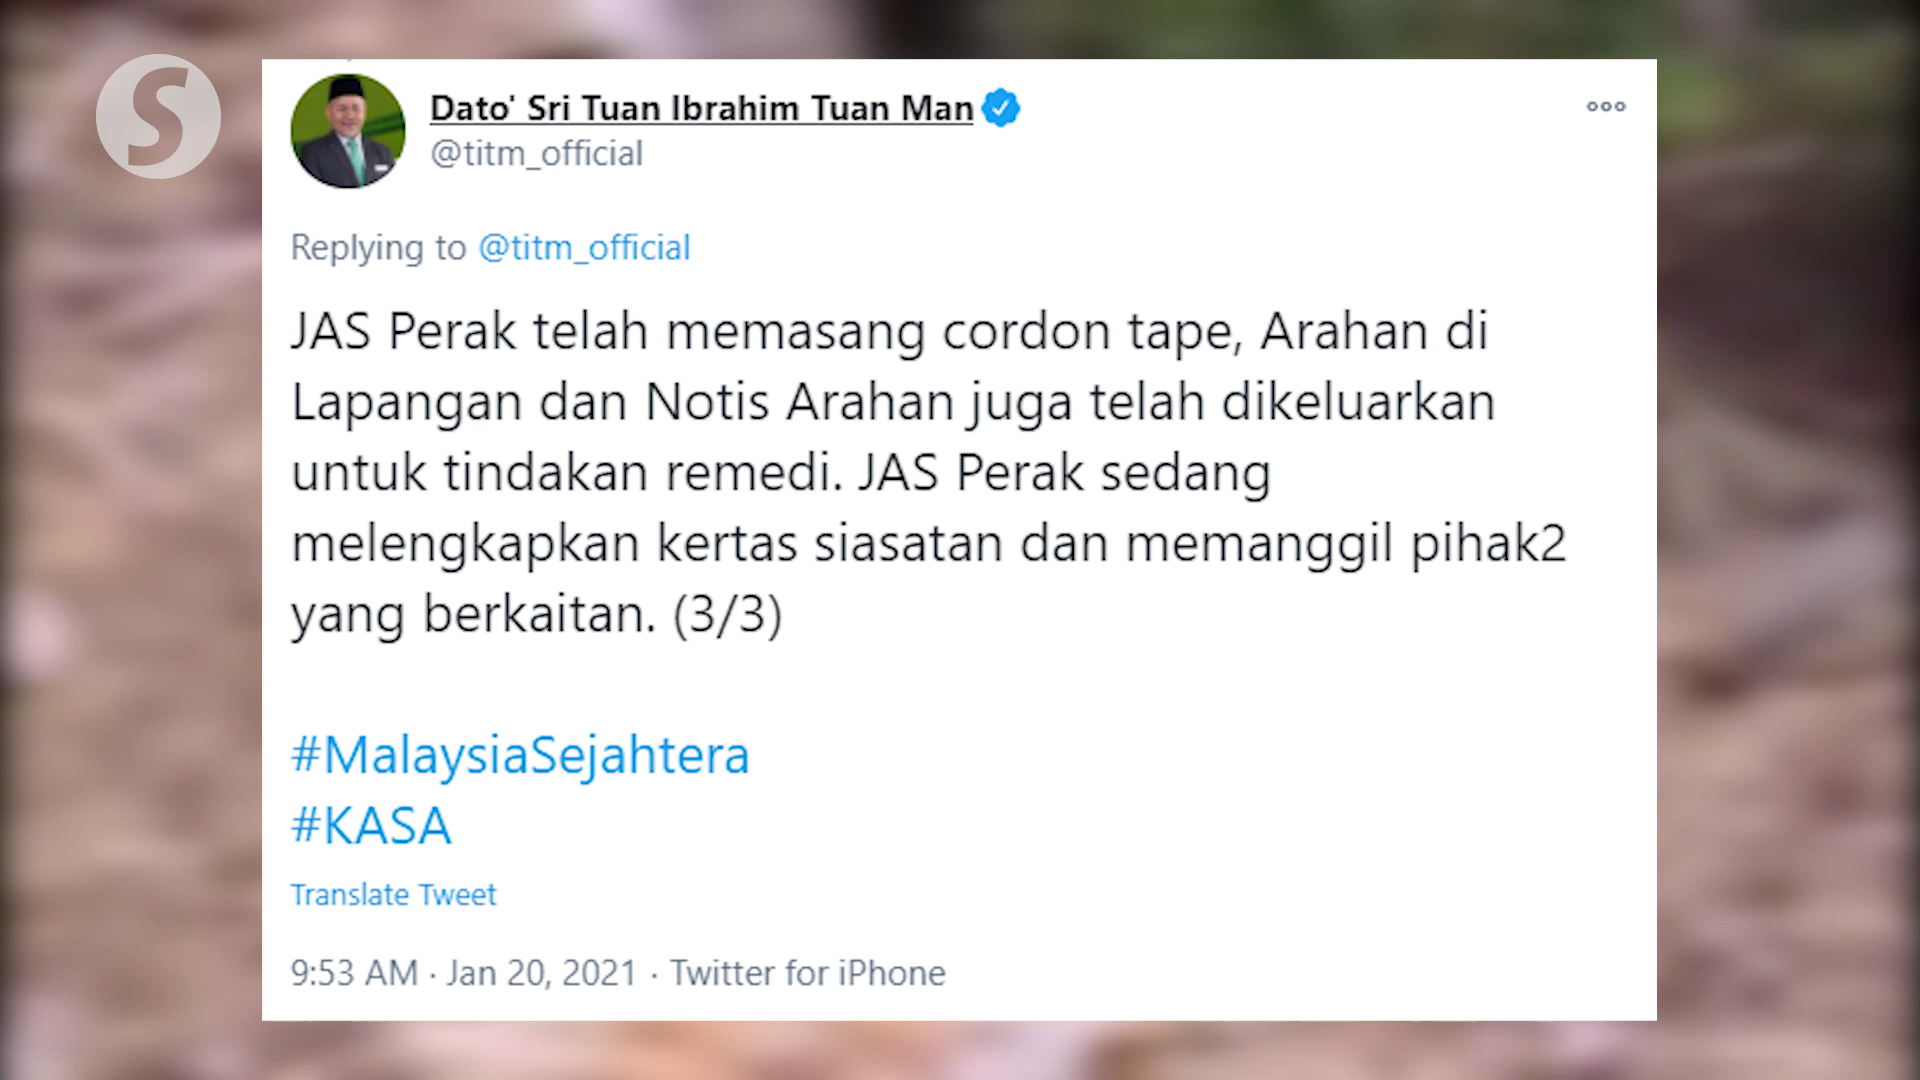 S
Dato' Sri Tuan Ibrahim Tuan Man
@titm_official
Replying to @titm_official
JAS Perak telah memasang cordon tape, Arahan di
Lapangan dan Notis Arahan juga telah dikeluarkan
untuk tindakan remedi. JAS Perak sedang
melengkapkan kertas siasatan dan memanggil pihak2
yang berkaitan. (3/3)
#MalaysiaSejahtera
#KASA
Translate Tweet
9:53 AM · Jan 20, 2021 · Twitter for iPhone